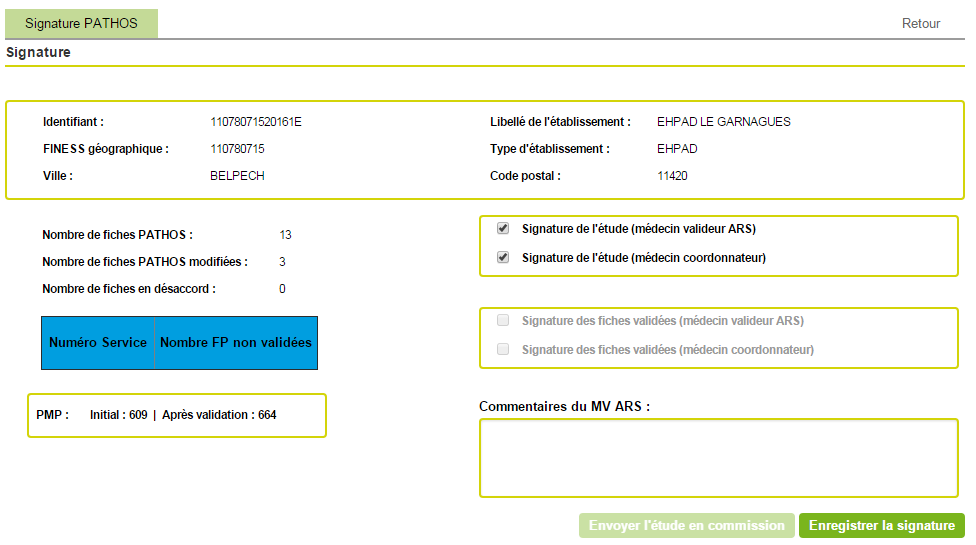 Signature PATHOS Retour
Signature
Identifiant : 11078071520161E Libellé de l'établissement : EHPAD LE GARNAGUES
FINESS géographique : 110780715 Type d'établissement : EHPAD
Ville : BELPECH Code postal : 11420
Nombre de fiches PATHOS : 13
Nombre de fiches PATHOS modifiées : 3
Nombre de fiches en désaccord : 0
Signature de l'étude (médecin valideur ARS)
Signature de l'étude (médecin coordonnateur)
Numéro Service Nombre FP non validées
Signature des fiches validées (médecin valideur ARS)
Signature des fiches validées (médecin coordonnateur)
PMP : Initial : 609 | Après validation : 664
Commentaires du MV ARS :
Envoyer l'étude en commission Enregistrer la signature